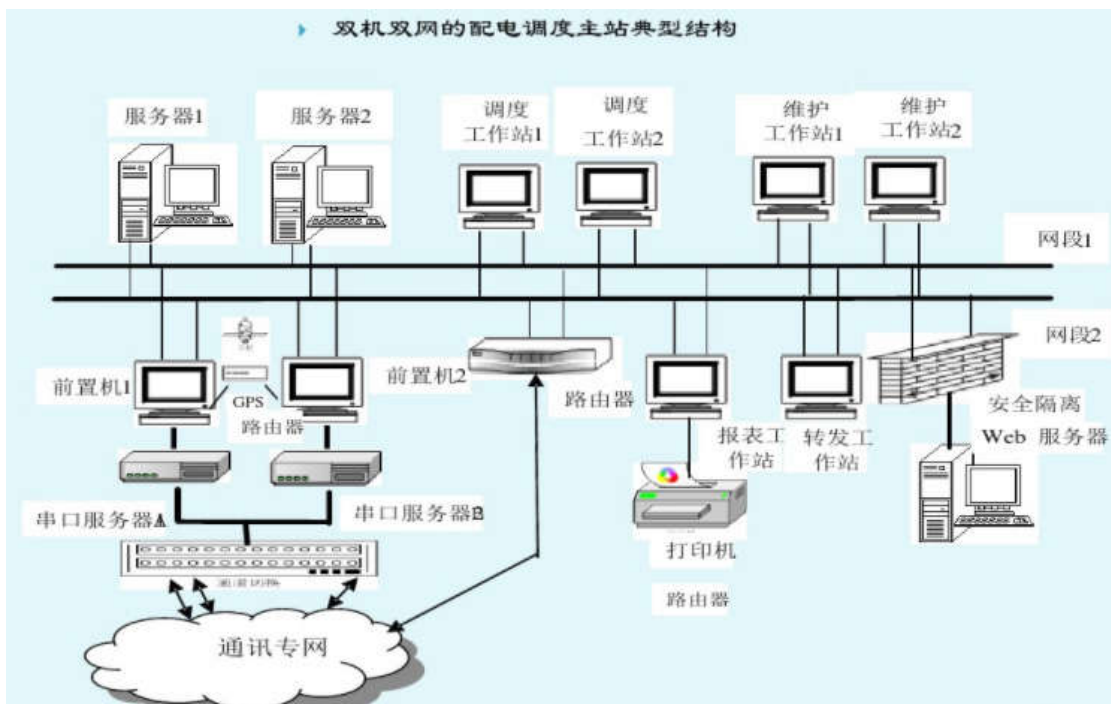 双机双网的配电调度主站典型结构
服务器1
服务器2
调度
工作站1
调度
工作站2
维护
工作站1
维护
工作站2
网段1
网段2
前置机1
GPS
路由器
前置机2
路由器
报表工
作站
转发工
作站
安全隔离
Web 服务器
串口服务器A
串口服务器B
打印机
路由器
通讯专网